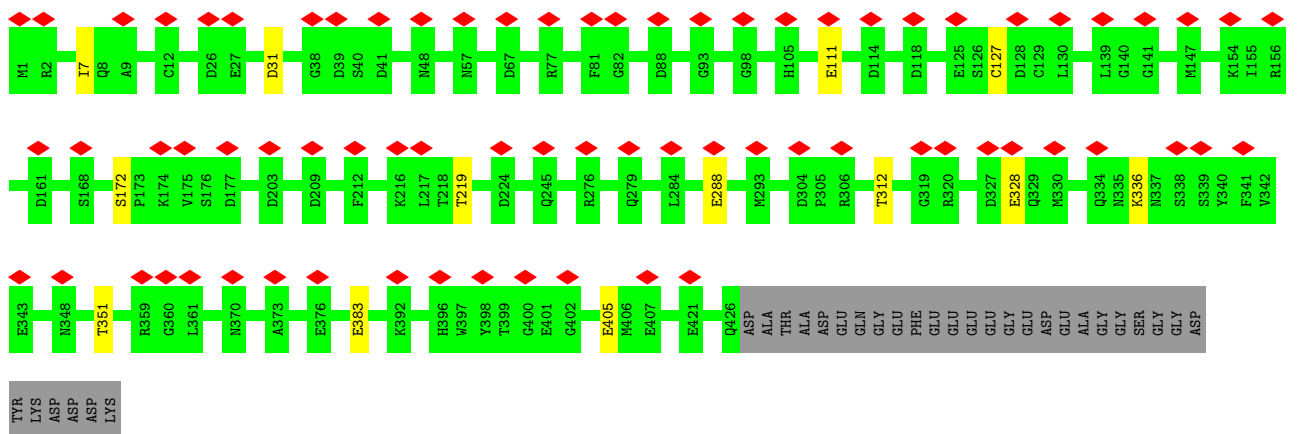 M1 R2 I7 Q8 A9 C12 D26 E27 D31 G38 D39 S40 D41 N48 N57 D67 R77 F81 G82 D88 G93 G98 H105 E111 D114 D118 E125 S126 C127 D128 C129 L130 L139 G140 G141 M147 K154 I155 R156
D161 S168 S172 P173 K174 V175 S176 D177 D203 D209 F212 K216 L217 T218 T219 D224 Q245 R276 Q279 L284 E288 M293 D304 P305 R306 T312 G319 R320 D327 E328 Q329 M330 Q334 N335 K336 N337 S338 S339 Y340 F341 V342
E343 N348 T351 R359 G360 L361 N370 A373 E376 E383 K392 H396 W397 Y398 T399 G400 E401 G402 E405 M406 E407 E421 Q426 ASP ALA THR ALA ASP GLU GLN GLY GLU PHE GLU GLU GLU GLU GLY GLU ASP GLU ALA GLY GLY SER GLY GLY ASP
TYR LYS ASP ASP ASP LYS